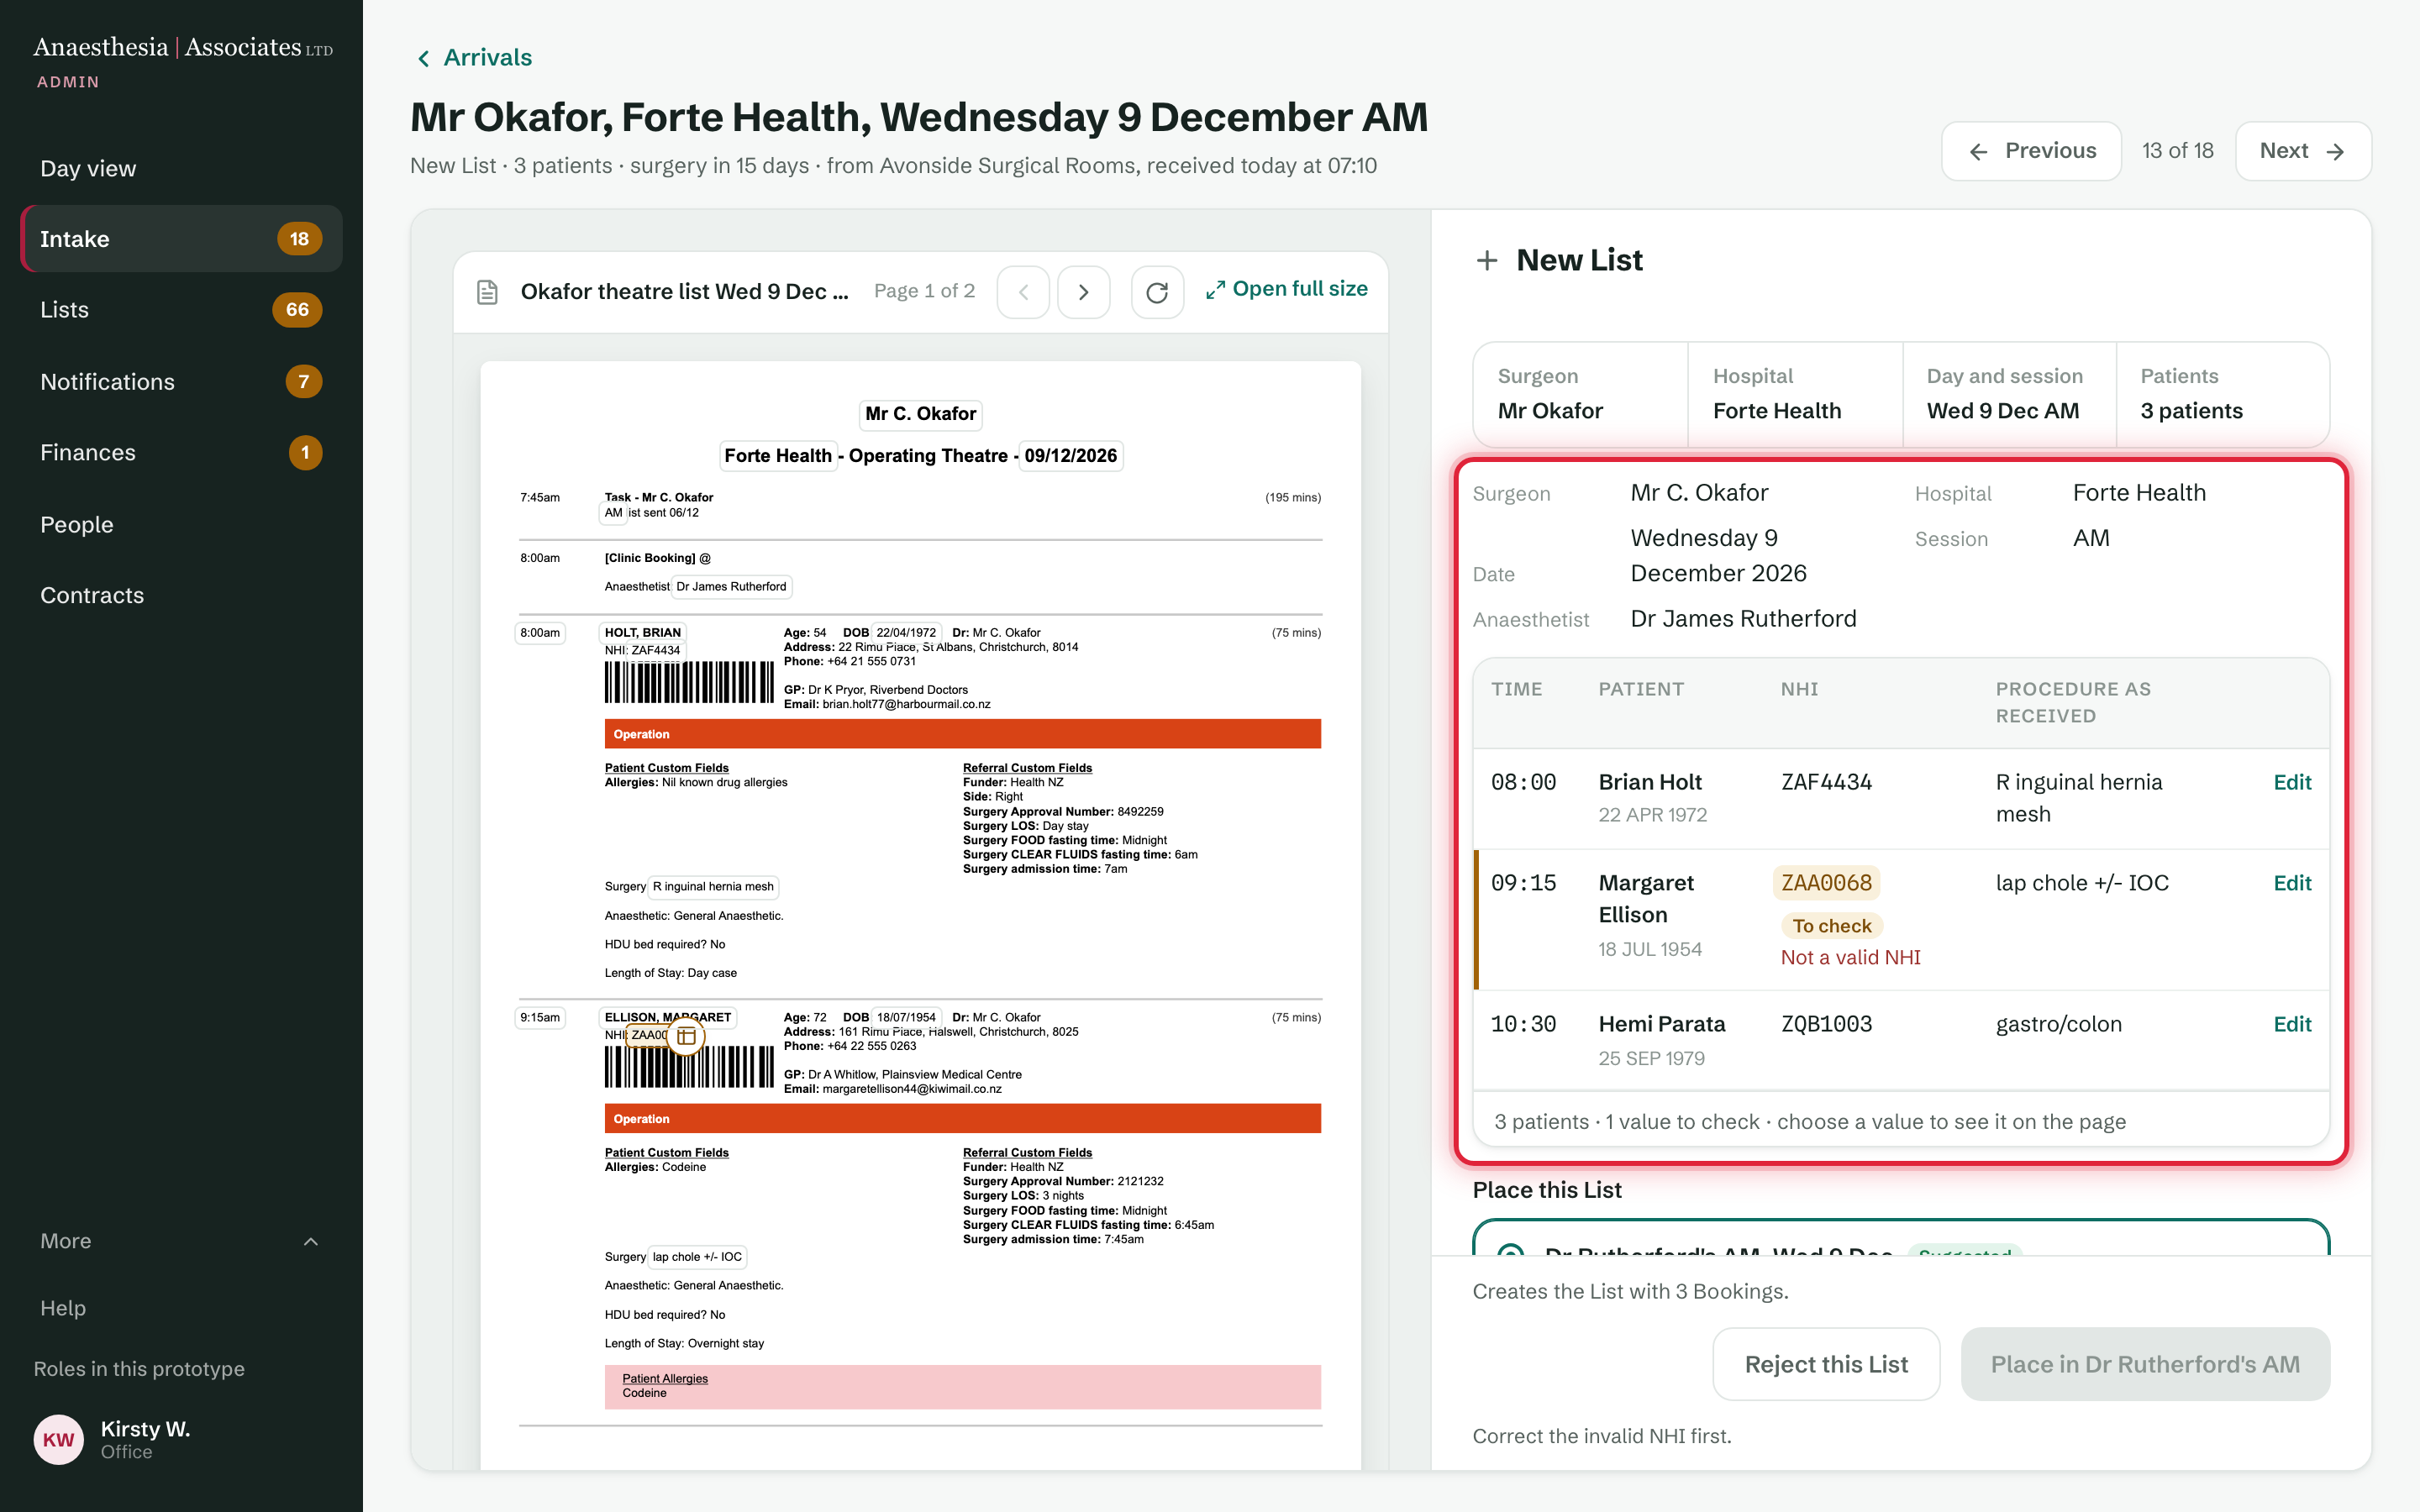 Anaesthesia | Associates LTD
ADMIN
Day view
Intake 18
Lists 66
Notifications 7
Finances 1
People
Contracts
More
Help
Roles in this prototype
KW
Kirsty W.
Office
Arrivals
Mr Okafor, Forte Health, Wednesday 9 December AM
New List · 3 patients · surgery in 15 days · from Avonside Surgical Rooms, received today at 07:10
Previous
13 of 18
Next
Okafor theatre list Wed 9 Dec ...
Page 1 of 2
Open full size
Mr C. Okafor
Forte Health - Operating Theatre - 09/12/2026
7:45am Task - Mr C. Okafor (195 mins)
AM ist sent 06/12
8:00am [Clinic Booking] @
Anaesthetist Dr James Rutherford
8:00am HOLT, BRIAN Age: 54 DOB 22/04/1972 Dr: Mr C. Okafor (75 mins)
NHI: ZAF4434 Address: 22 Rimu Place, St Albans, Christchurch, 8014
Phone: +64 21 555 0731
GP: Dr K Pryor, Riverbend Doctors
Email: brian.holt77@harbourmail.co.nz
Operation
Patient Custom Fields
Allergies: Nil known drug allergies
Referral Custom Fields
Funder: Health NZ
Side: Right
Surgery Approval Number: 8492259
Surgery LOS: Day stay
Surgery FOOD fasting time: Midnight
Surgery CLEAR FLUIDS fasting time: 6am
Surgery admission time: 7am
Surgery R inguinal hernia mesh
Anaesthetic: General Anaesthetic.
HDU bed required? No
Length of Stay: Day case
9:15am ELLISON, MARGARET Age: 72 DOB 18/07/1954 Dr: Mr C. Okafor (75 mins)
NHI: ZAA00 Address: 161 Rimu Place, Halswell, Christchurch, 8025
Phone: +64 22 555 0263
GP: Dr A Whitlow, Plainsview Medical Centre
Email: margaretellison44@kiwimail.co.nz
Operation
Patient Custom Fields
Allergies: Codeine
Referral Custom Fields
Funder: Health NZ
Surgery Approval Number: 2121232
Surgery LOS: 3 nights
Surgery FOOD fasting time: Midnight
Surgery CLEAR FLUIDS fasting time: 6:45am
Surgery admission time: 7:45am
Surgery lap chole +/- IOC
Anaesthetic: General Anaesthetic.
HDU bed required? No
Length of Stay: Overnight stay
Patient Allergies
Codeine
New List
Surgeon Hospital Day and session Patients
Mr Okafor Forte Health Wed 9 Dec AM 3 patients
Surgeon Mr C. Okafor Hospital Forte Health
Date Wednesday 9 December 2026 Session AM
Anaesthetist Dr James Rutherford
TIME PATIENT NHI PROCEDURE AS RECEIVED
08:00 Brian Holt ZAF4434 R inguinal hernia mesh Edit
22 APR 1972
09:15 Margaret Ellison ZAA0068 lap chole +/- IOC Edit
To check
18 JUL 1954 Not a valid NHI
10:30 Hemi Parata ZQB1003 gastro/colon Edit
25 SEP 1979
3 patients · 1 value to check · choose a value to see it on the page
Place this List
Dr Rutherford's AM, Wed 9 Dec Suggested
Creates the List with 3 Bookings.
Reject this List
Place in Dr Rutherford's AM
Correct the invalid NHI first.